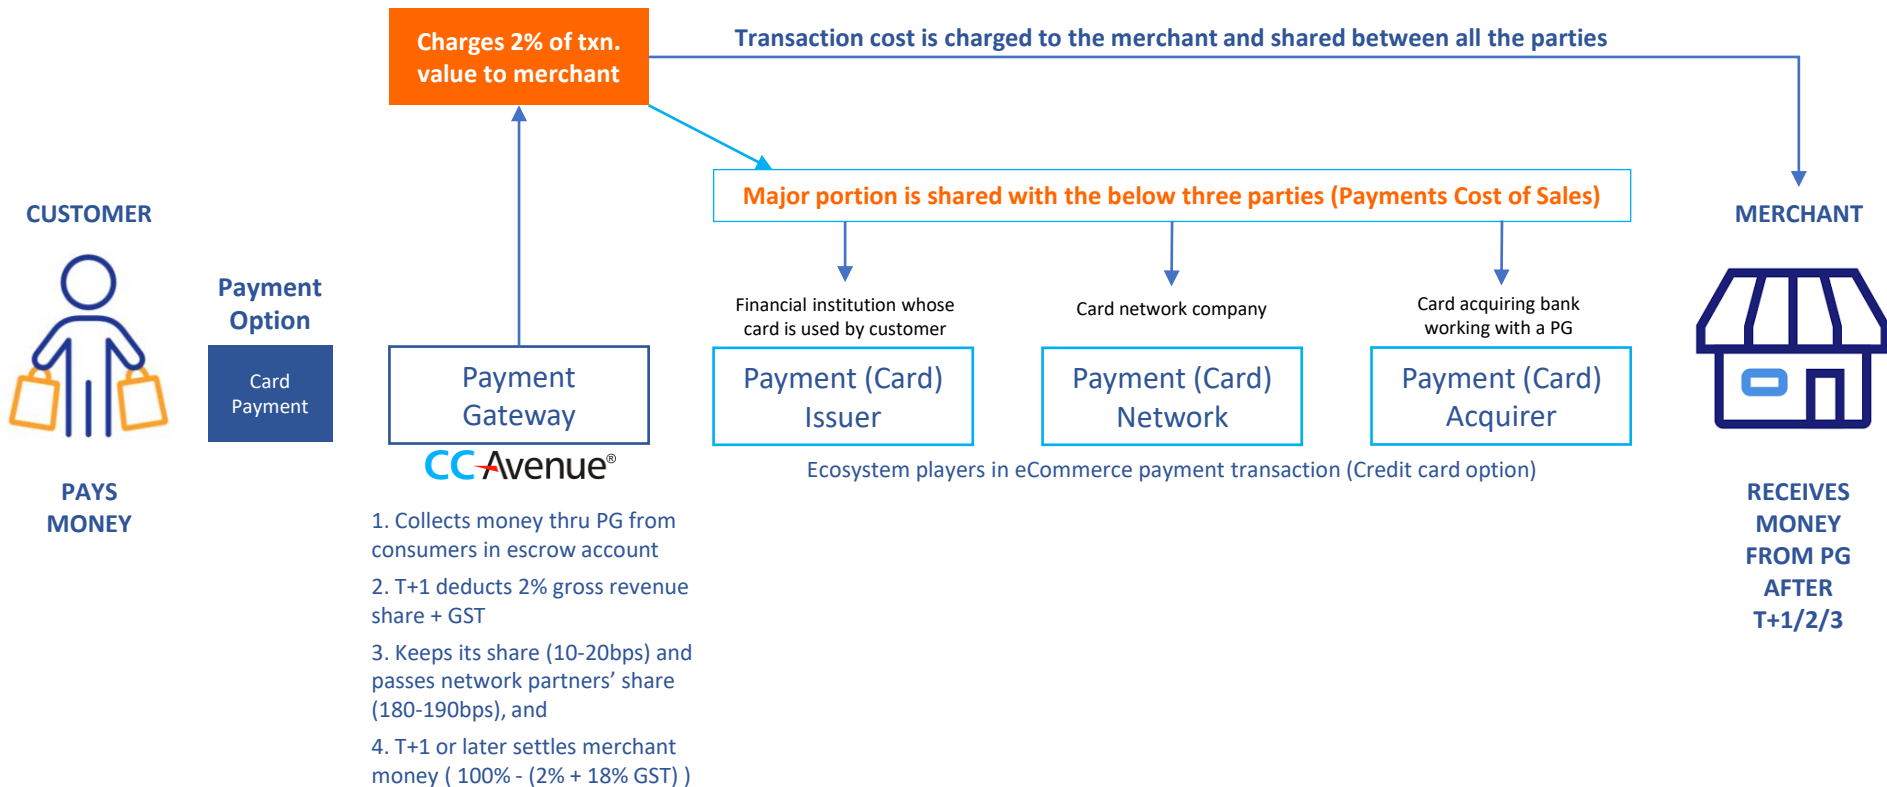 Charges 2% of txn.
value to merchant
Transaction cost is charged to the merchant and shared between all the parties
Major portion is shared with the below three parties (Payments Cost of Sales)
CUSTOMER
MERCHANT
Payment
Option
Financial institution whose
card is used by customer
Card network company
Card acquiring bank
working with a PG
Card
Payment
Payment
Gateway
Payment (Card)
Issuer
Payment (Card)
Network
Payment (Card)
Acquirer
CCAvenue®
Ecosystem players in eCommerce payment transaction (Credit card option)
PAYS
MONEY
RECEIVES
MONEY
FROM PG
AFTER
T+1/2/3
1. Collects money thru PG from
consumers in escrow account
2. T+1 deducts 2% gross revenue
share + GST
3. Keeps its share (10-20bps) and
passes network partners’ share
(180-190bps), and
4. T+1 or later settles merchant
money ( 100% - (2% + 18% GST) )